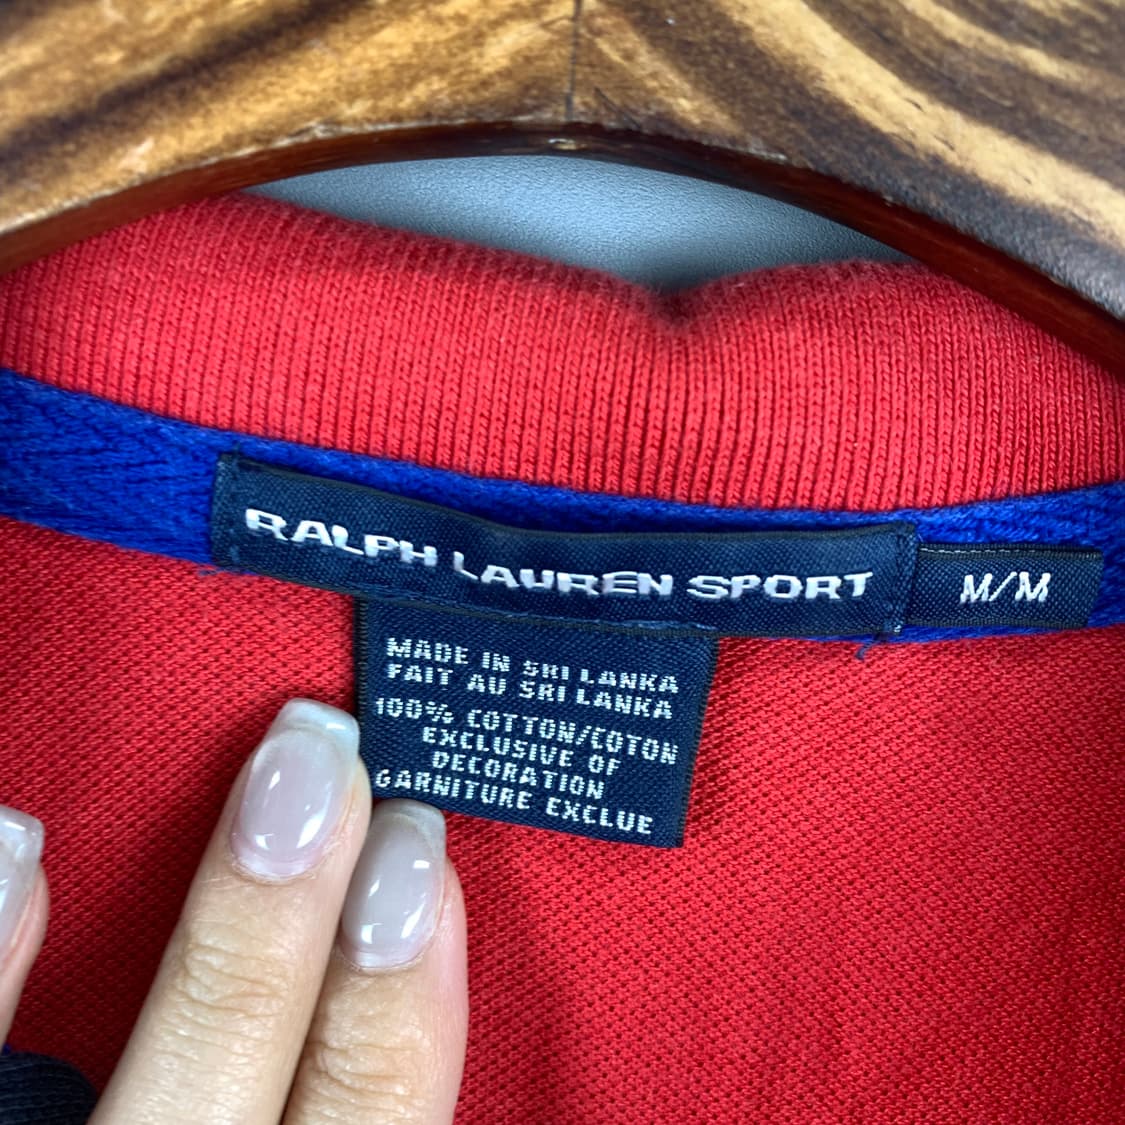 RALPH LAUREN SPORT
M/M
MADE IN SRI LANKA
FAIT AU SRI LANKA
100% COTTON/COTON
EXCLUSIVE OF
DECORATION
GARNITURE EXCLUE